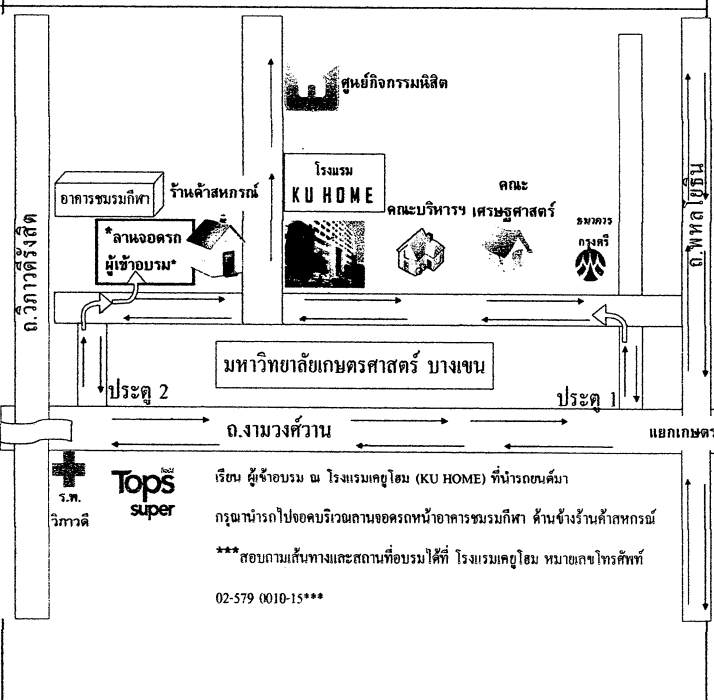 ศูนย์กิจกรรมนิสิต
โรงแรม
KU HOME
อาคารชมรมกีฬา
ร้านค้าสหกรณ์
*ลานจอดรถ
ผู้เข้าอบรม*
คณะบริหารฯ
คณะ
เศรษฐศาสตร์
ธนาคาร
กรุงศรี
ถ.วิภาวดีรังสิต
ถ.พหลโยธิน
มหาวิทยาลัยเกษตรศาสตร์ บางเขน
ประตู 2
ประตู 1
ถ.งามวงศ์วาน
แยกเกษตร
ร.พ.
วิภาวดี
Tops
super
เรียน ผู้เข้าอบรม ณ โรงแรมเคยูโฮม (KU HOME) ที่นำรถยนต์มา
กรุณานำรถไปจอดบริเวณลานจอดรถหน้าอาคารชมรมกีฬา ด้านข้างร้านค้าสหกรณ์
***สอบถามเส้นทางและสถานที่อบรมได้ที่ โรงแรมเคยูโฮม หมายเลขโทรศัพท์
02-579 0010-15***